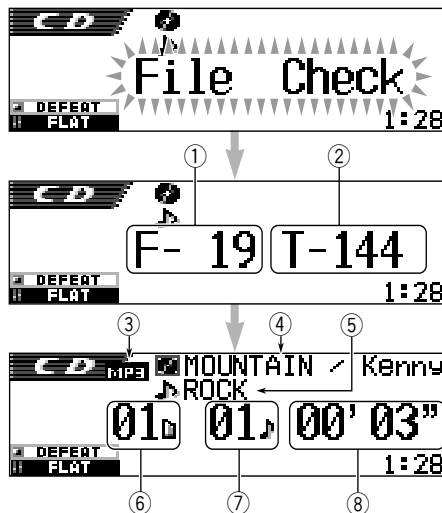 CD
File Check
DEFEAT
FLAT 1:28
① ②
CD
F- 19 T-144
DEFEAT
FLAT 1:28
③ ④ ⑤
CD MP3 MOUNTAIN / Kenny
ROCK
01 01 00' 03"
DEFEAT
FLAT 1:28
⑥ ⑦ ⑧